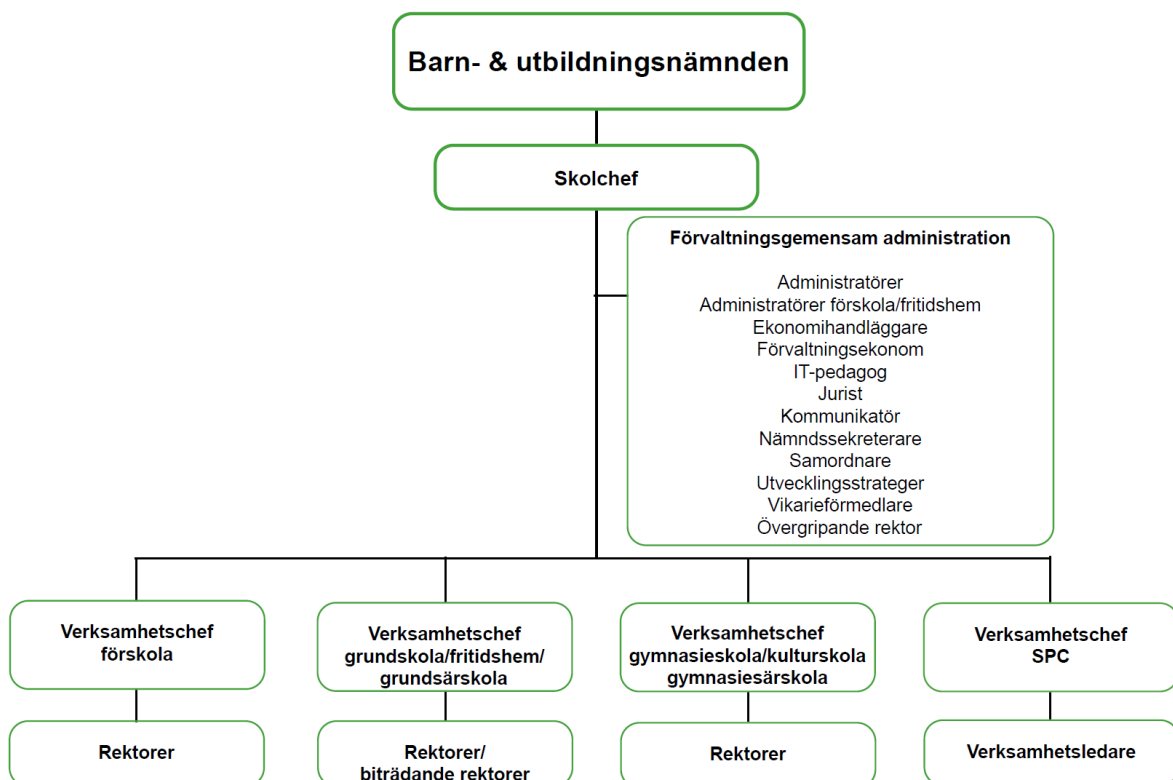 Barn- & utbildningsnämnden
Skolchef
Förvaltningsgemensam administration
Administratörer
Administratörer förskola/fritidshem
Ekonomihandläggare
Förvaltningsekonom
IT-pedagog
Jurist
Kommunikatör
Nämndssekreterare
Samordnare
Utvecklingsstrateger
Vikarieförmedlare
Övergripande rektor
Verksamhetschef
förskola
Verksamhetschef
grundskola/fritidshem/
grundsärskola
Verksamhetschef
gymnasieskola/kulturskola
gymnasiesärskola
Verksamhetschef
SPC
Rektorer
Rektorer/
biträdande rektorer
Rektorer
Verksamhetsledare